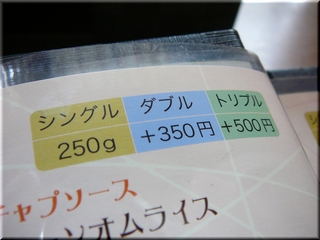 シングル ダブル トリプル
250g +350円 +500円
チャプソース
ンオムライス